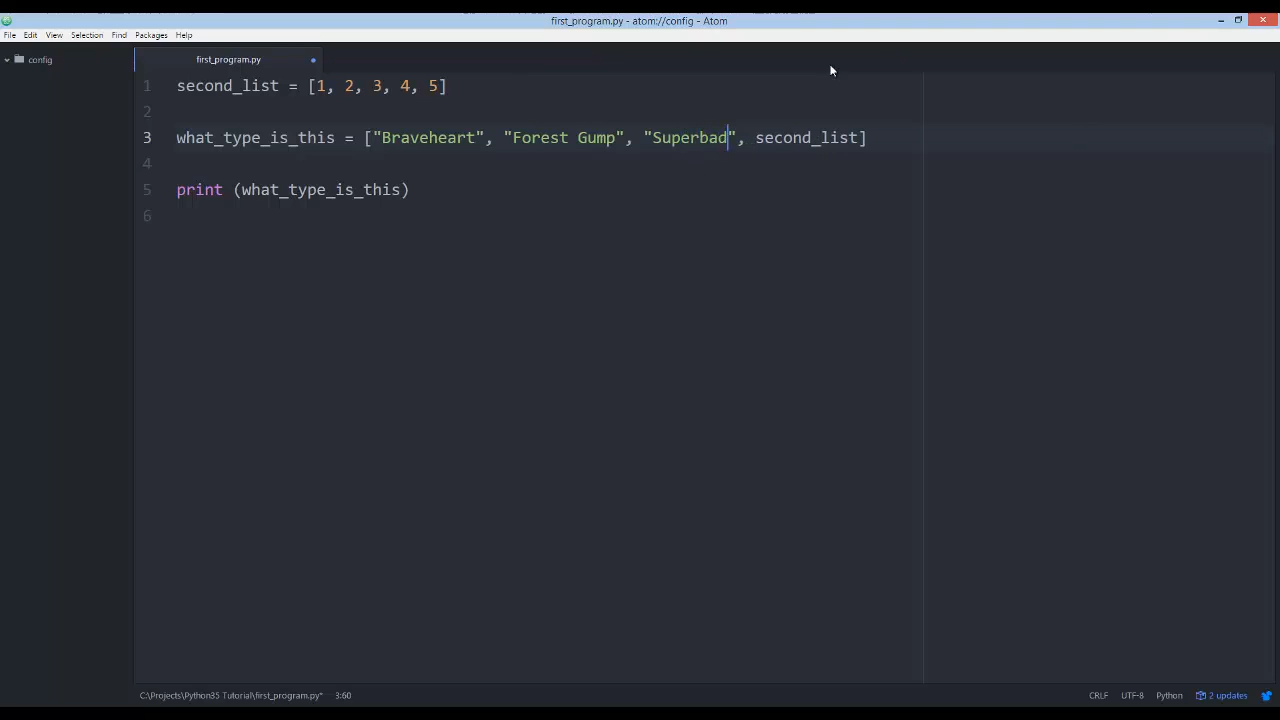 first_program.py - atom://config - Atom
File Edit View Selection Find Packages Help
config
first_program.py
1 second_list = [1, 2, 3, 4, 5]
2
3 what_type_is_this = ["Braveheart", "Forest Gump", "Superbad", second_list]
4
5 print (what_type_is_this)
6
C:\Projects\Python35 Tutorial\first_program.py* 3:60 CRLF UTF-8 Python 2 updates